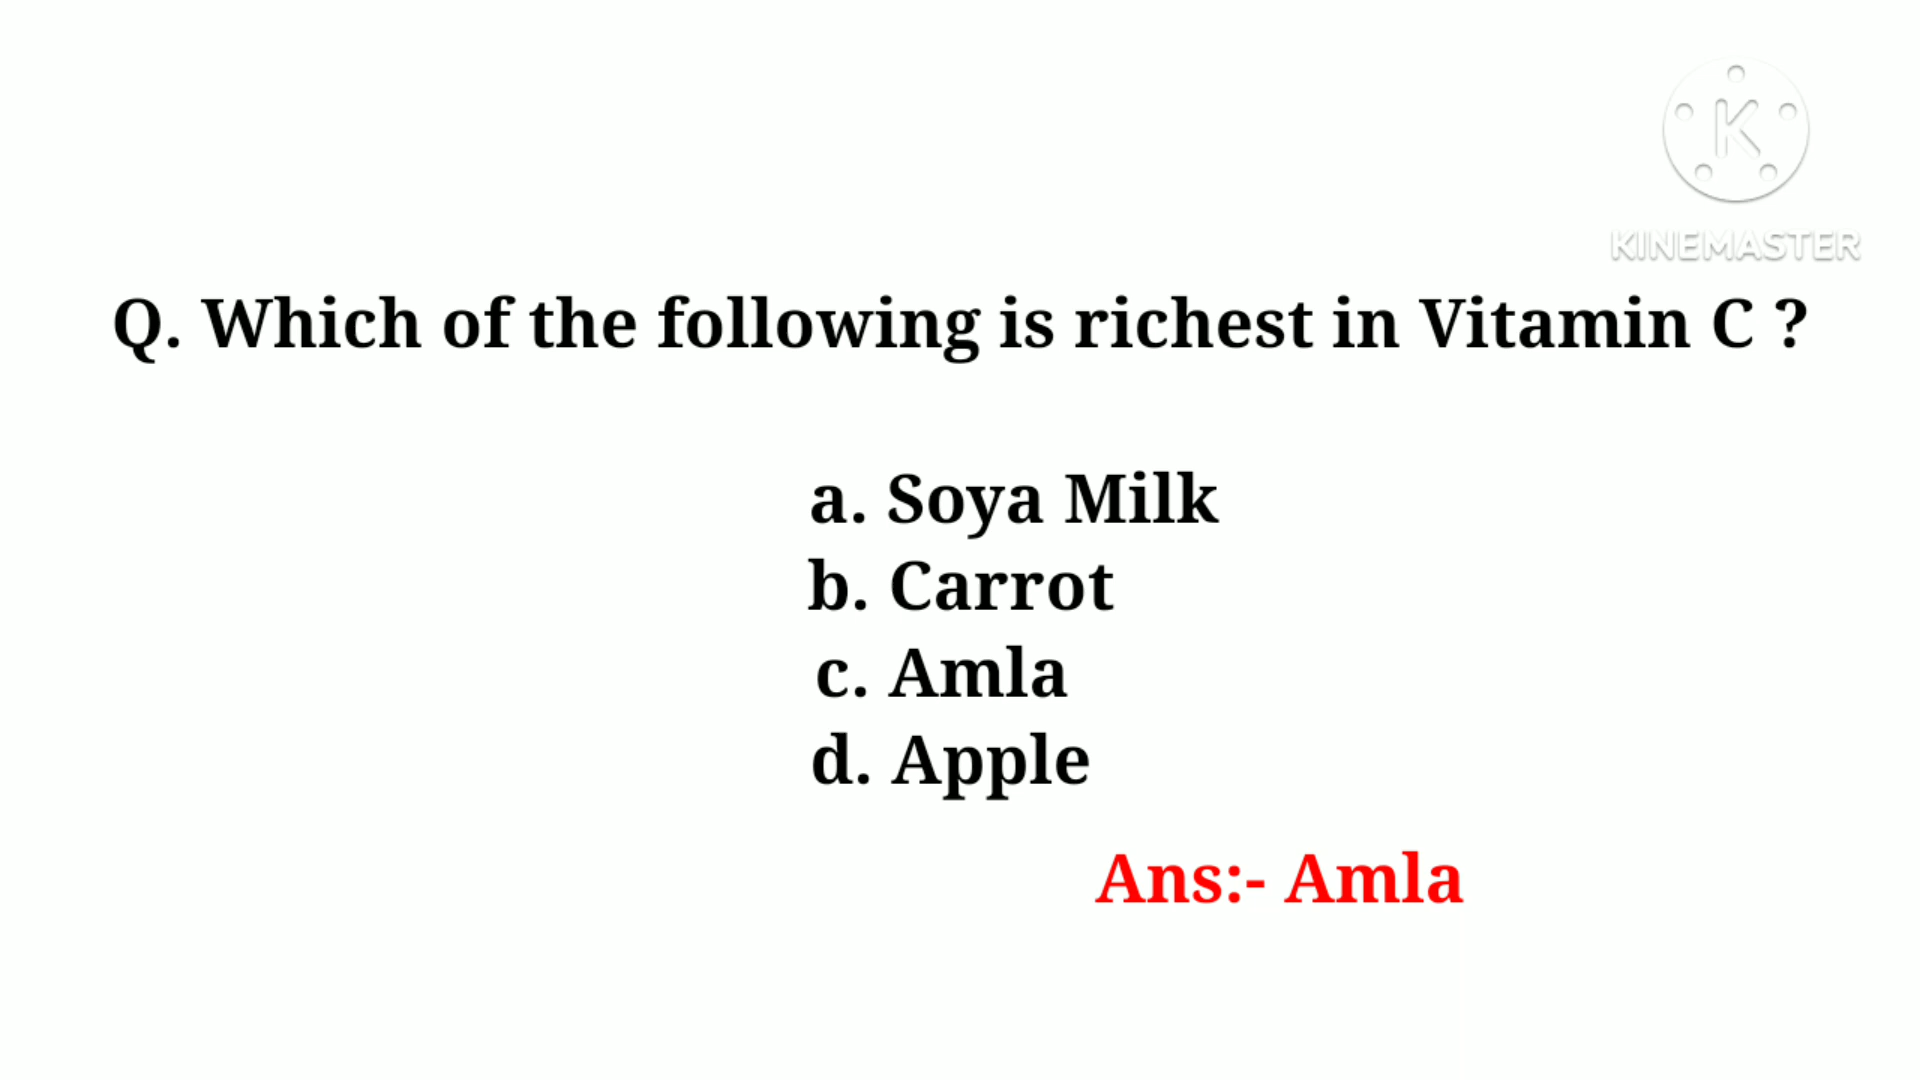 K
KINEMASTER
Q. Which of the following is richest in Vitamin C ?
a. Soya Milk
b. Carrot
c. Amla
d. Apple
Ans:- Amla